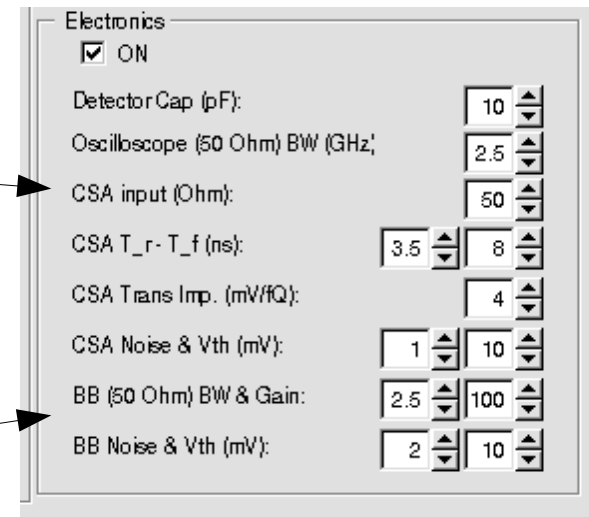 Electronics
ON
Detector Cap (pF): 10
Oscilloscope (50 Ohm) BW (GHz) 2.5
CSA input (Ohm): 50
CSA T_r - T_f (ns): 3.5 8
CSA Trans Imp. (mV/fQ): 4
CSA Noise & Vth (mV): 1 10
BB (50 Ohm) BW & Gain: 2.5 100
BB Noise & Vth (mV): 2 10